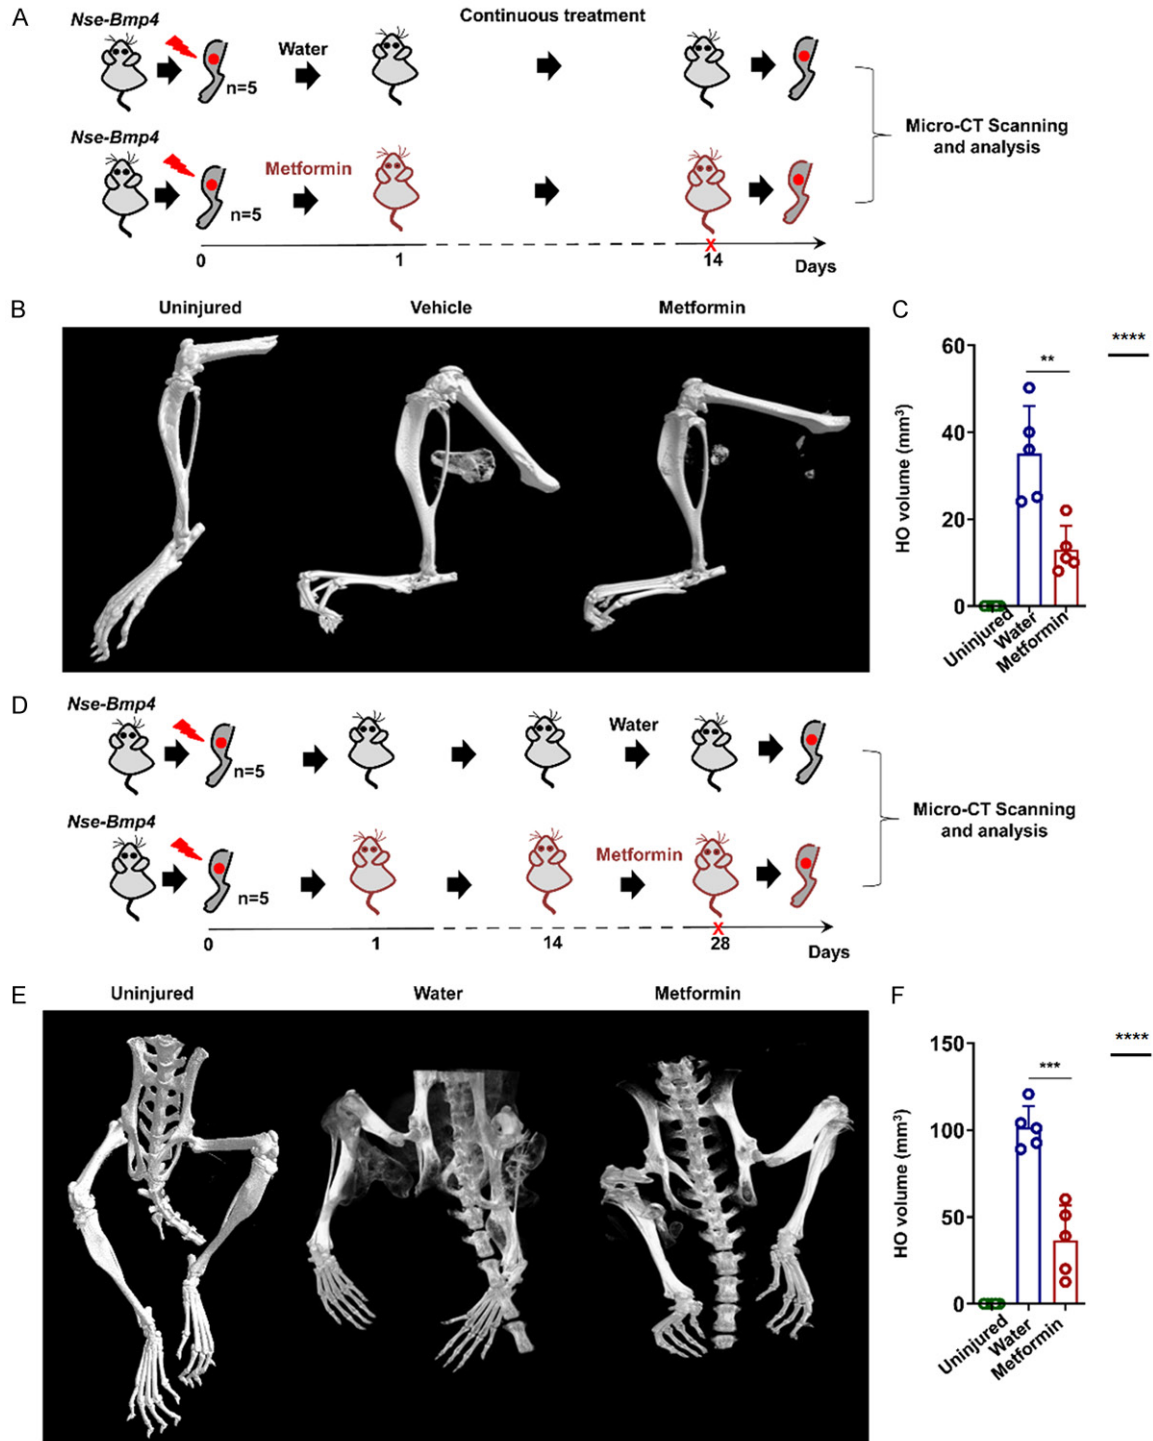 A
Nse-Bmp4
Continuous treatment
Water
n=5
Nse-Bmp4
Metformin
n=5
Micro-CT Scanning
and analysis
0
1
X
14
Days
B
Uninjured
Vehicle
Metformin
C
****
**
60
40
20
0
HO volume (mm³)
Uninjured
Water
Metformin
D
Nse-Bmp4
Water
n=5
Nse-Bmp4
Metformin
n=5
Micro-CT Scanning
and analysis
0
1
14
X
28
Days
E
Uninjured
Water
Metformin
F
****
***
150
100
50
0
HO volume (mm³)
Uninjured
Water
Metformin